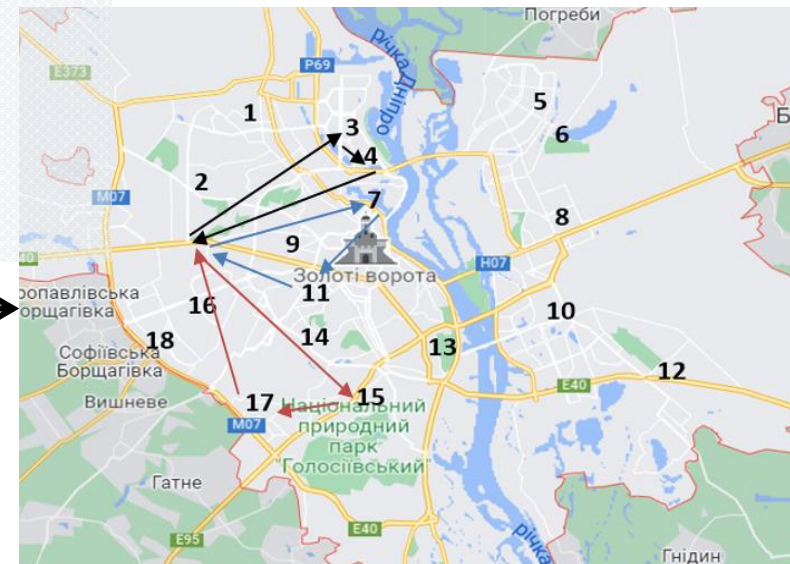 Погреби
річка Дніпро
P69
E373
1
3
5
4
6
2
M07
7
8
9
H07
40
Золоті ворота
11
10
16
14
13
18
Софіївська
Борщагівка
15
12
E40
Вишневе
17
Національний
природний
парк
"Голосіївський"
M07
Гатне
E40
E95
річка
Гнідин